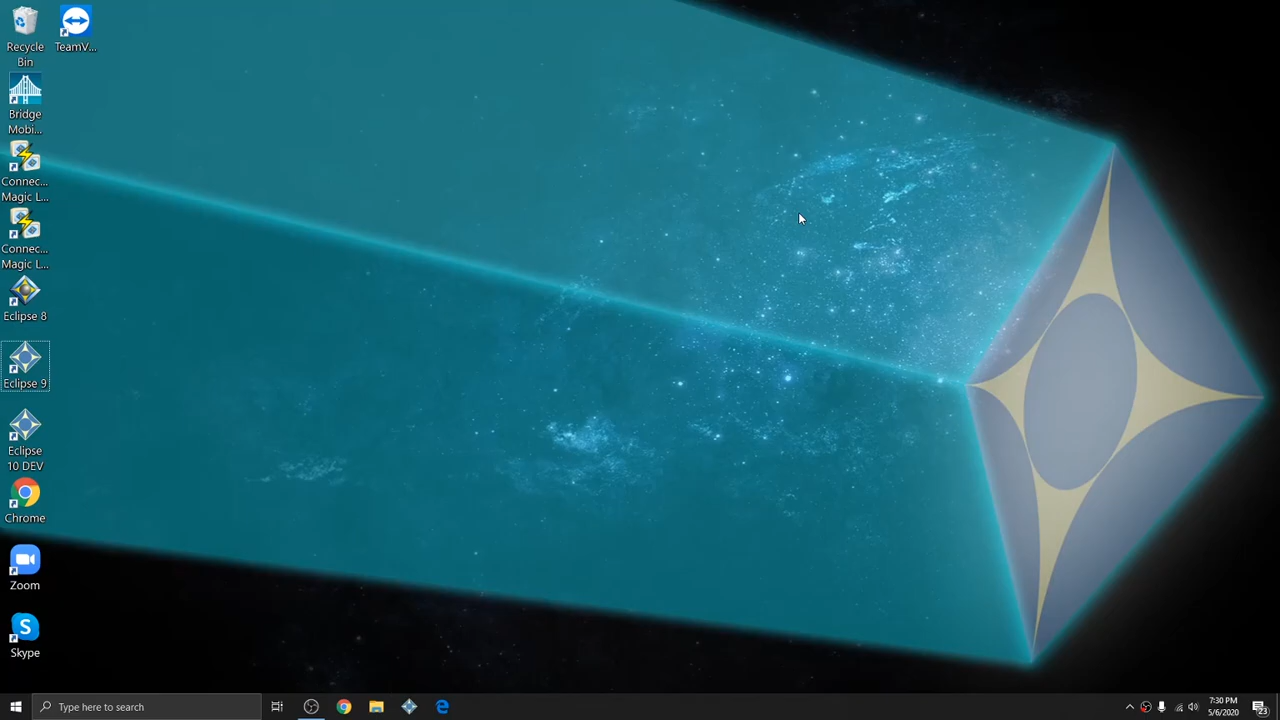 Recycle
Bin
TeamV...
Bridge
Mobi...
Connec...
Magic L...
Connec...
Magic L...
Eclipse 8
Eclipse 9
Eclipse
10 DEV
Chrome
Zoom
S
Skype
Type here to search
7:30 PM
5/6/2020
23